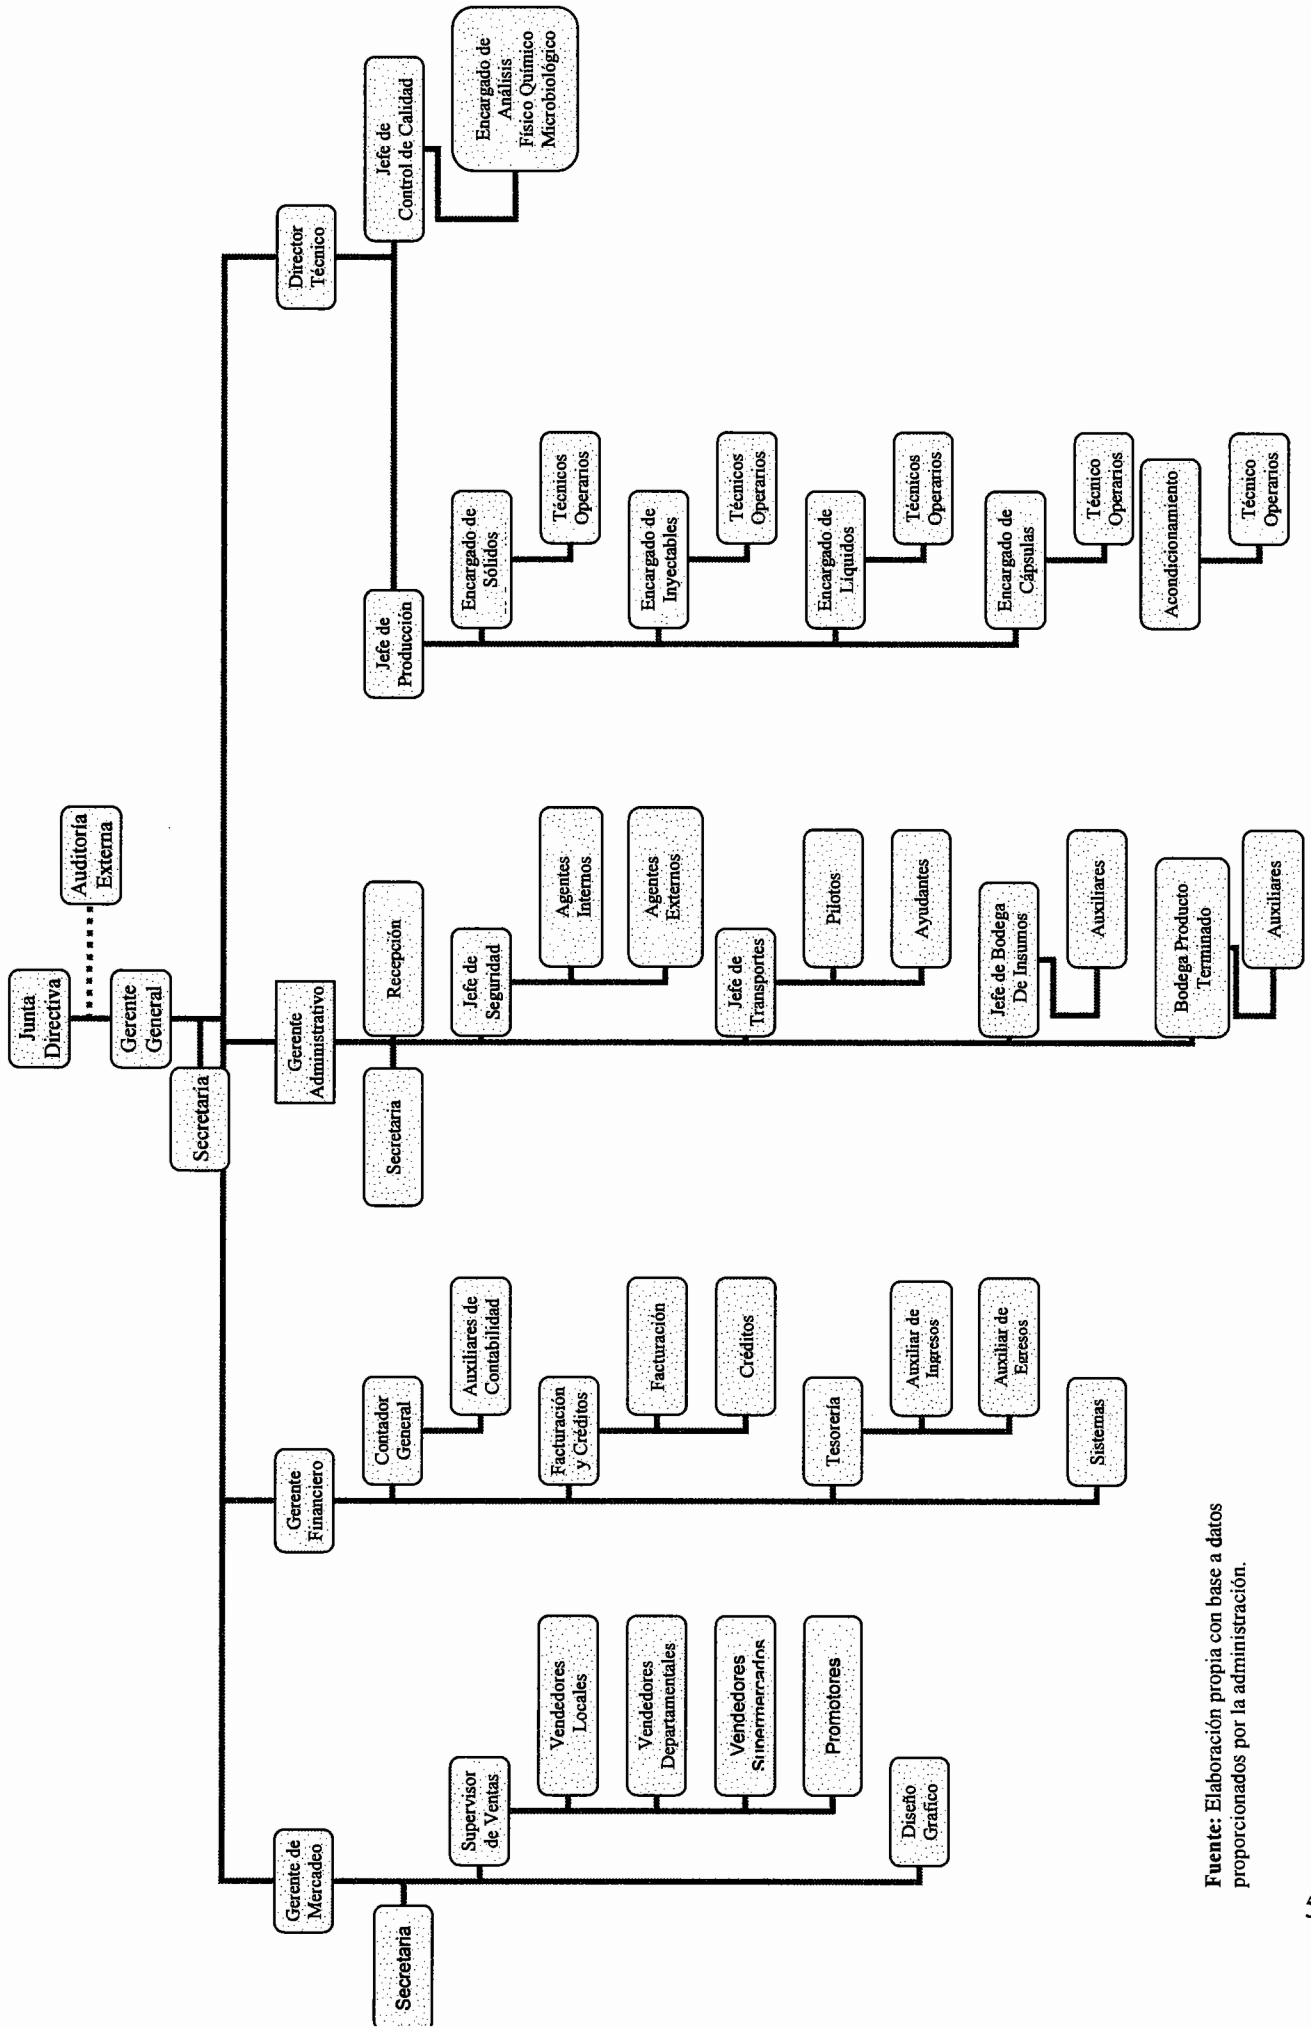 Junta
Directiva
Auditoría
Externa
Gerente
General
Secretaria
Gerente de
Mercadeo
Gerente
Financiero
Gerente
Administrativo
Director
Técnico
Secretaria
Supervisor
de Ventas
Vendedores
Locales
Vendedores
Departamentales
Vendedores
Supermercados
Promotores
Diseño
Grafico
Contador
General
Auxiliares de
Contabilidad
Facturación
y Créditos
Facturación
Créditos
Tesorería
Auxiliar de
Ingresos
Auxiliar de
Egresos
Sistemas
Secretaria
Recepción
Jefe de
Seguridad
Agentes
Internos
Agentes
Externos
Jefe de
Transportes
Pilotos
Ayudantes
Jefe de Bodega
De Insumos
Auxiliares
Bodega Producto
Terminado
Auxiliares
Jefe de
Producción
Encargado de
Sólidos
Técnicos
Operarios
Encargado de
Inyectables
Técnicos
Operarios
Encargado de
Líquidos
Técnicos
Operarios
Encargado de
Cápsulas
Técnico
Operarios
Acondicionamiento
Técnico
Operarios
Jefe de
Control de Calidad
Encargado de
Análisis
Físico Químico
Microbiológico
Fuente: Elaboración propia con base a datos
proporcionados por la administración.